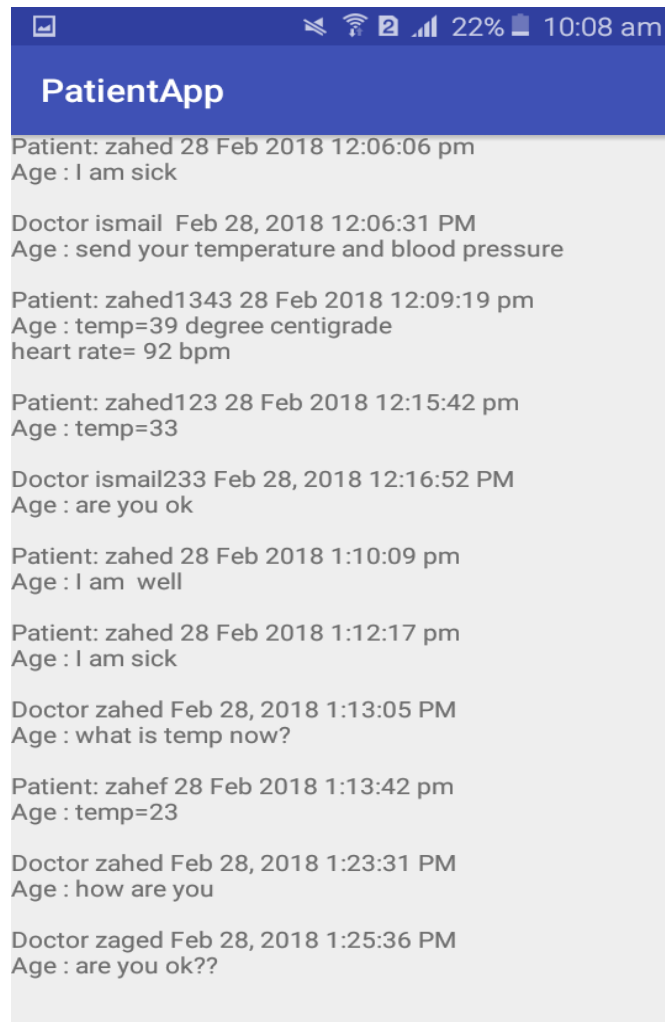 2 22% 10:08 am
PatientApp
Patient: zahed 28 Feb 2018 12:06:06 pm
Age : I am sick
Doctor ismail  Feb 28, 2018 12:06:31 PM
Age : send your temperature and blood pressure
Patient: zahed1343 28 Feb 2018 12:09:19 pm
Age : temp=39 degree centigrade
heart rate= 92 bpm
Patient: zahed123 28 Feb 2018 12:15:42 pm
Age : temp=33
Doctor ismail233 Feb 28, 2018 12:16:52 PM
Age : are you ok
Patient: zahed 28 Feb 2018 1:10:09 pm
Age : I am  well
Patient: zahed 28 Feb 2018 1:12:17 pm
Age : I am sick
Doctor zahed Feb 28, 2018 1:13:05 PM
Age : what is temp now?
Patient: zahef 28 Feb 2018 1:13:42 pm
Age : temp=23
Doctor zahed Feb 28, 2018 1:23:31 PM
Age : how are you
Doctor zaged Feb 28, 2018 1:25:36 PM
Age : are you ok??